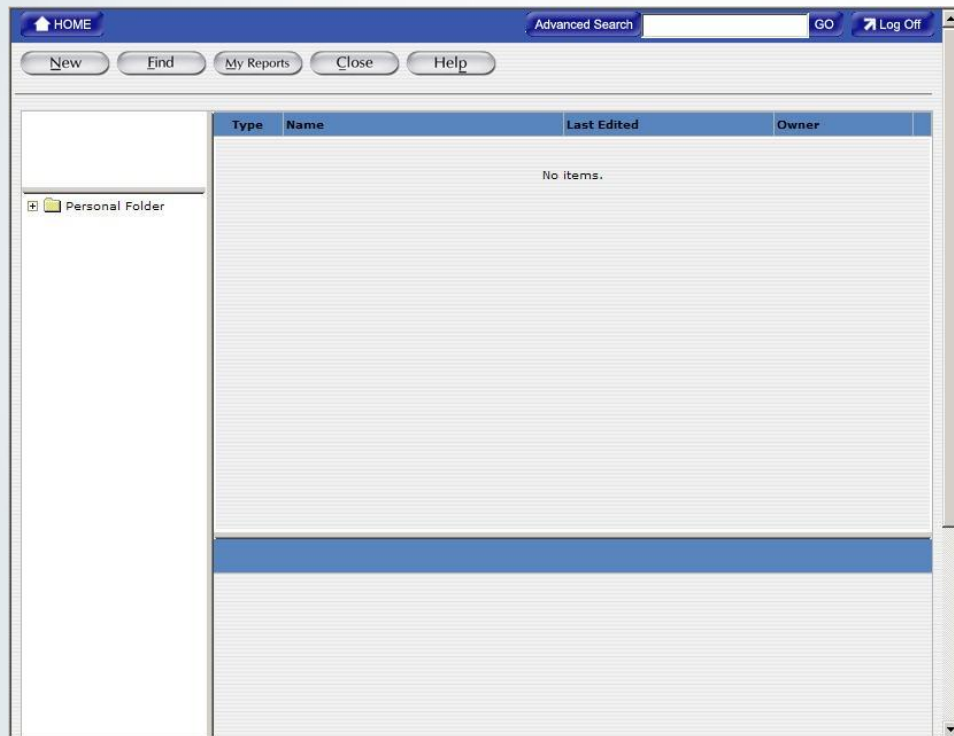 HOME Advanced Search GO Log Off
New Find My Reports Close Help
Type Name Last Edited Owner
No items.
Personal Folder